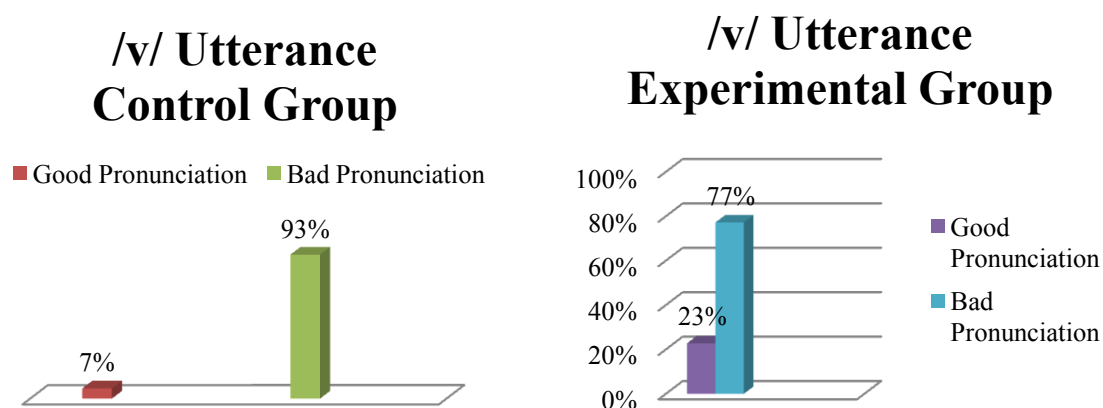 /v/ Utterance
Control Group
Good Pronunciation Bad Pronunciation
93%
7%
/v/ Utterance
Experimental Group
100%
80%
60%
40%
20%
0%
77%
23%
Good
Pronunciation
Bad
Pronunciation